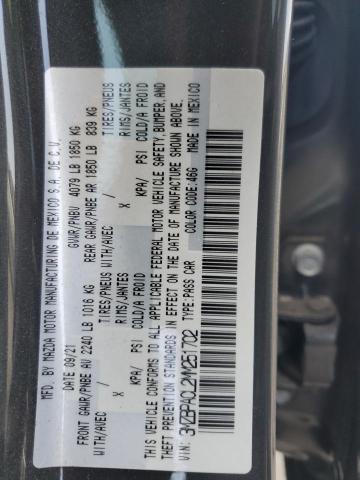 MFD. BY MAZDA MOTOR MANUFACTURING DE MEXICO S.A. DE C.V.
DATE 09/21 GVWR/PNBV 4079 LB 1850 KG
FRONT GAWR/PNBE AV 2240 LB 1016 KG REAR GAWR/PNBE AR 1850 LB 839 KG
WITH/AVEC / TIRES/PNEUS WITH/AVEC / TIRES/PNEUS
X RIMS/JANTES X RIMS/JANTES
KPA/ PSI COLD/A FROID KPA/ PSI COLD/A FROID
THIS VEHICLE CONFORMS TO ALL APPLICABLE FEDERAL MOTOR VEHICLE SAFETY, BUMPER, AND
THEFT PREVENTION STANDARDS IN EFFECT ON THE DATE OF MANUFACTURE SHOWN ABOVE.
VIN: 3MZBPACL2MM251702 TYPE: PASS CAR COLOR CODE: 46G MADE IN MEXICO